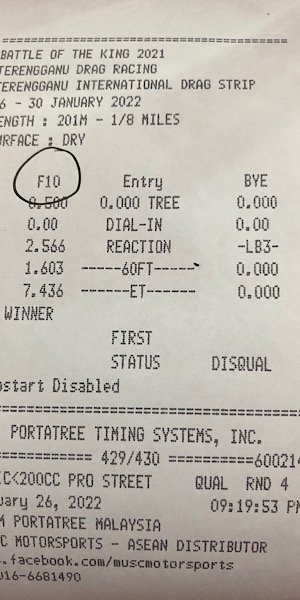 BATTLE OF THE KING 2021
TERENGGANU DRAG RACING
TERENGGANU INTERNATIONAL DRAG STRIP
6 - 30 JANUARY 2022
ENGTH : 201M - 1/8 MILES
URFACE : DRY
F10 Entry BYE
0.500 0.000 TREE 0.000
0.00 DIAL-IN 0.00
2.566 REACTION -LB3-
1.603 ------60FT------ 0.000
7.436 ------ET------ 0.000
WINNER
FIRST
STATUS DISQUAL
ostart Disabled
PORTATREE TIMING SYSTEMS, INC.
============ 429/430 ==========600214
IC<200CC PRO STREET QUAL RND 4
uary 26, 2022 09:19:53 PM
M PORTATREE MALAYSIA
C MOTORSPORTS - ASEAN DISTRIBUTOR
s.facebook.com/muscmotorsports
016-6681490